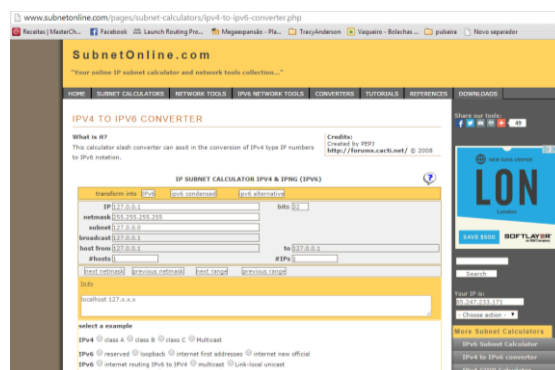 www.subnetonline.com/pages/subnet-calculators/ipv4-to-ipv6-converter.php
Receitas | MasterCh... Facebook Launch Routing Pro... Megaexpansão - Pla... TracyAnderson Vaqueiro - Bolachas ... pulseira Novo separador
SubnetOnline.com
"Your online IP subnet calculator and network tools collection..."
HOME SUBNET CALCULATORS NETWORK TOOLS IPV6 NETWORK TOOLS CONVERTERS TUTORIALS REFERENCES DOWNLOADS
IPV4 TO IPV6 CONVERTER
What is it?
This calculator slash converter can assit in the conversion of IPv4 type IP numbers
to IPv6 notation.
Credits:
Created by PEPJ
http://forums.cacti.net/ © 2008
IP SUBNET CALCULATOR IPV4 & IPNG (IPV6)
transform into IPv6 ipv6 condensed ipv6 alternative
IP 127.0.0.1 bits 32
netmask 255.255.255.255
subnet 127.0.0.0
broadcast 127.0.0.1
host from 127.0.0.1 to 127.0.0.1
#hosts 1 #IPs 1
next netmask previous netmask next range previous range
Info
localhost 127.x.x.x
select a example
IPv4 class A class B class C Multicast
IPv6 reserved loopback internet first addresses internet new official
IPv6 internet routing IPv6 to IPv4 multicast Link-local unicast
Share our tools:
49
NEW DATA CENTER
LON
London
SAVE $500 SOFTLAYER
Search
Your IP is:
- Choose action -
More Subnet Calculators
IPv6 Subnet Calculator
IPv4 to IPv6 converter